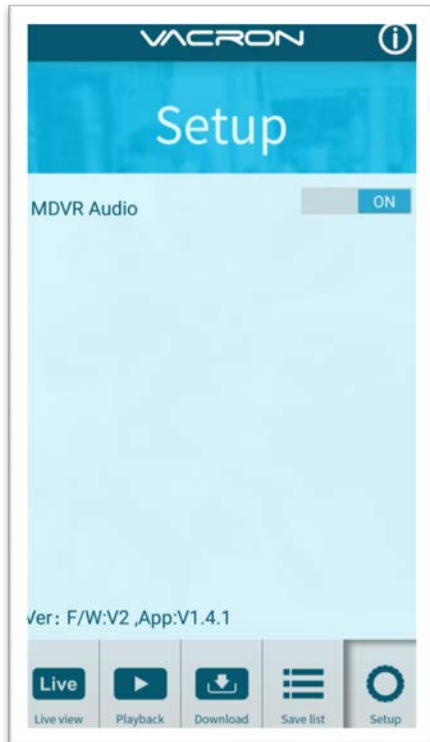 VACRON
Setup
MDVR Audio
ON
Ver: F/W:V2 ,App:V1.4.1
Live
Live view
Playback
Download
Save list
Setup